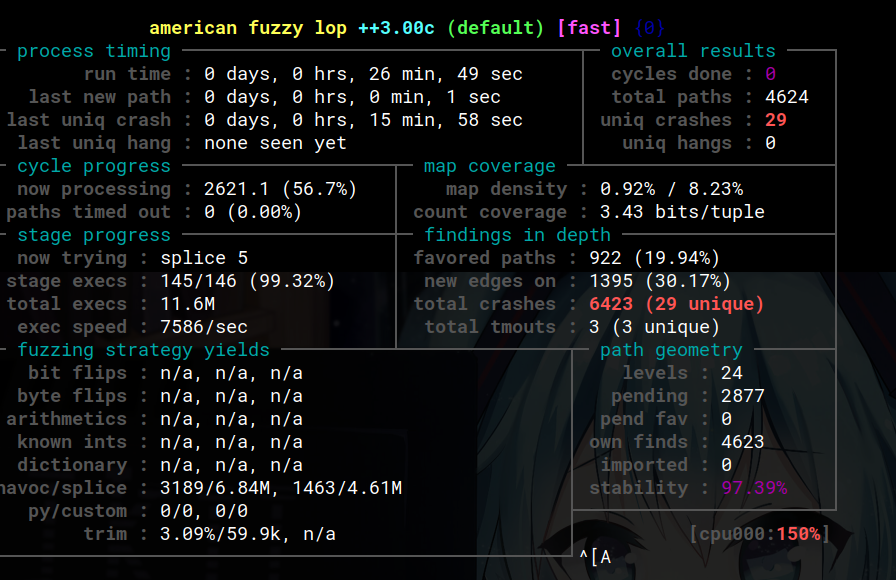 american fuzzy lop ++3.00c (default) [fast] {0}
process timing overall results
run time : 0 days, 0 hrs, 26 min, 49 sec cycles done : 0
last new path : 0 days, 0 hrs, 0 min, 1 sec total paths : 4624
last uniq crash : 0 days, 0 hrs, 15 min, 58 sec uniq crashes : 29
last uniq hang : none seen yet uniq hangs : 0
cycle progress map coverage
now processing : 2621.1 (56.7%) map density : 0.92% / 8.23%
paths timed out : 0 (0.00%) count coverage : 3.43 bits/tuple
stage progress findings in depth
now trying : splice 5 favored paths : 922 (19.94%)
stage execs : 145/146 (99.32%) new edges on : 1395 (30.17%)
total execs : 11.6M total crashes : 6423 (29 unique)
exec speed : 7586/sec total tmouts : 3 (3 unique)
fuzzing strategy yields path geometry
bit flips : n/a, n/a, n/a levels : 24
byte flips : n/a, n/a, n/a pending : 2877
arithmetics : n/a, n/a, n/a pend fav : 0
known ints : n/a, n/a, n/a own finds : 4623
dictionary : n/a, n/a, n/a imported : 0
havoc/splice : 3189/6.84M, 1463/4.61M stability : 97.39%
py/custom : 0/0, 0/0
trim : 3.09%/59.9k, n/a [cpu000:150%]
^[A